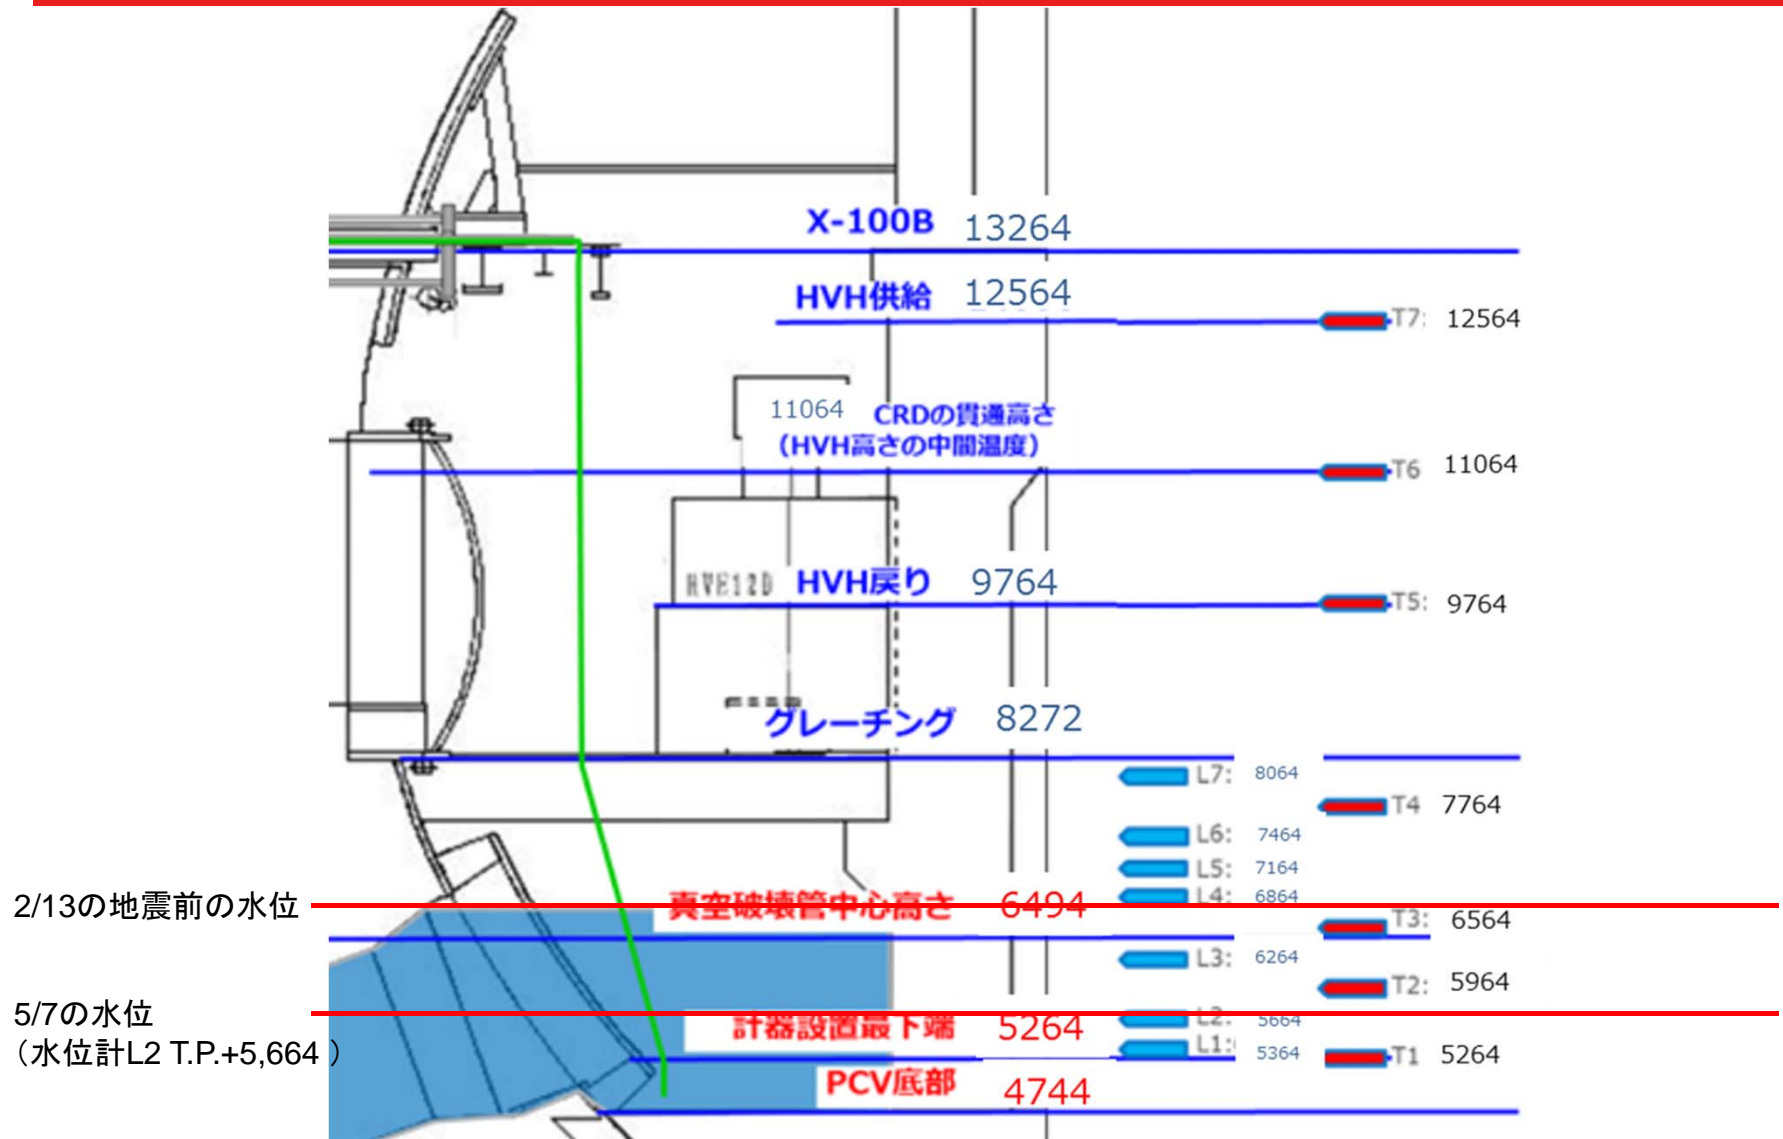 X-100B 13264
HVH供給 12564
T7: 12564
11064 CRDの貫通高さ
（HVH高さの中間温度）
T6 11064
HVH12D HVH戻り 9764
T5: 9764
グレーチング 8272
L7: 8064
T4 7764
L6: 7464
L5: 7164
L4: 6864
2/13の地震前の水位
真空破壊管中心高さ 6494
T3: 6564
L3: 6264
T2: 5964
5/7の水位
（水位計L2 T.P.+5,664 ）
計器設置最下端 5264
L2: 5664
L1: 5364
T1 5264
PCV底部 4744